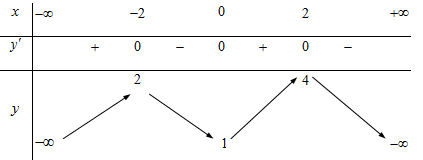 x −∞ −2 0 2 +∞
y′ + 0 − 0 + 0 −
2 4
y
−∞ 1 −∞